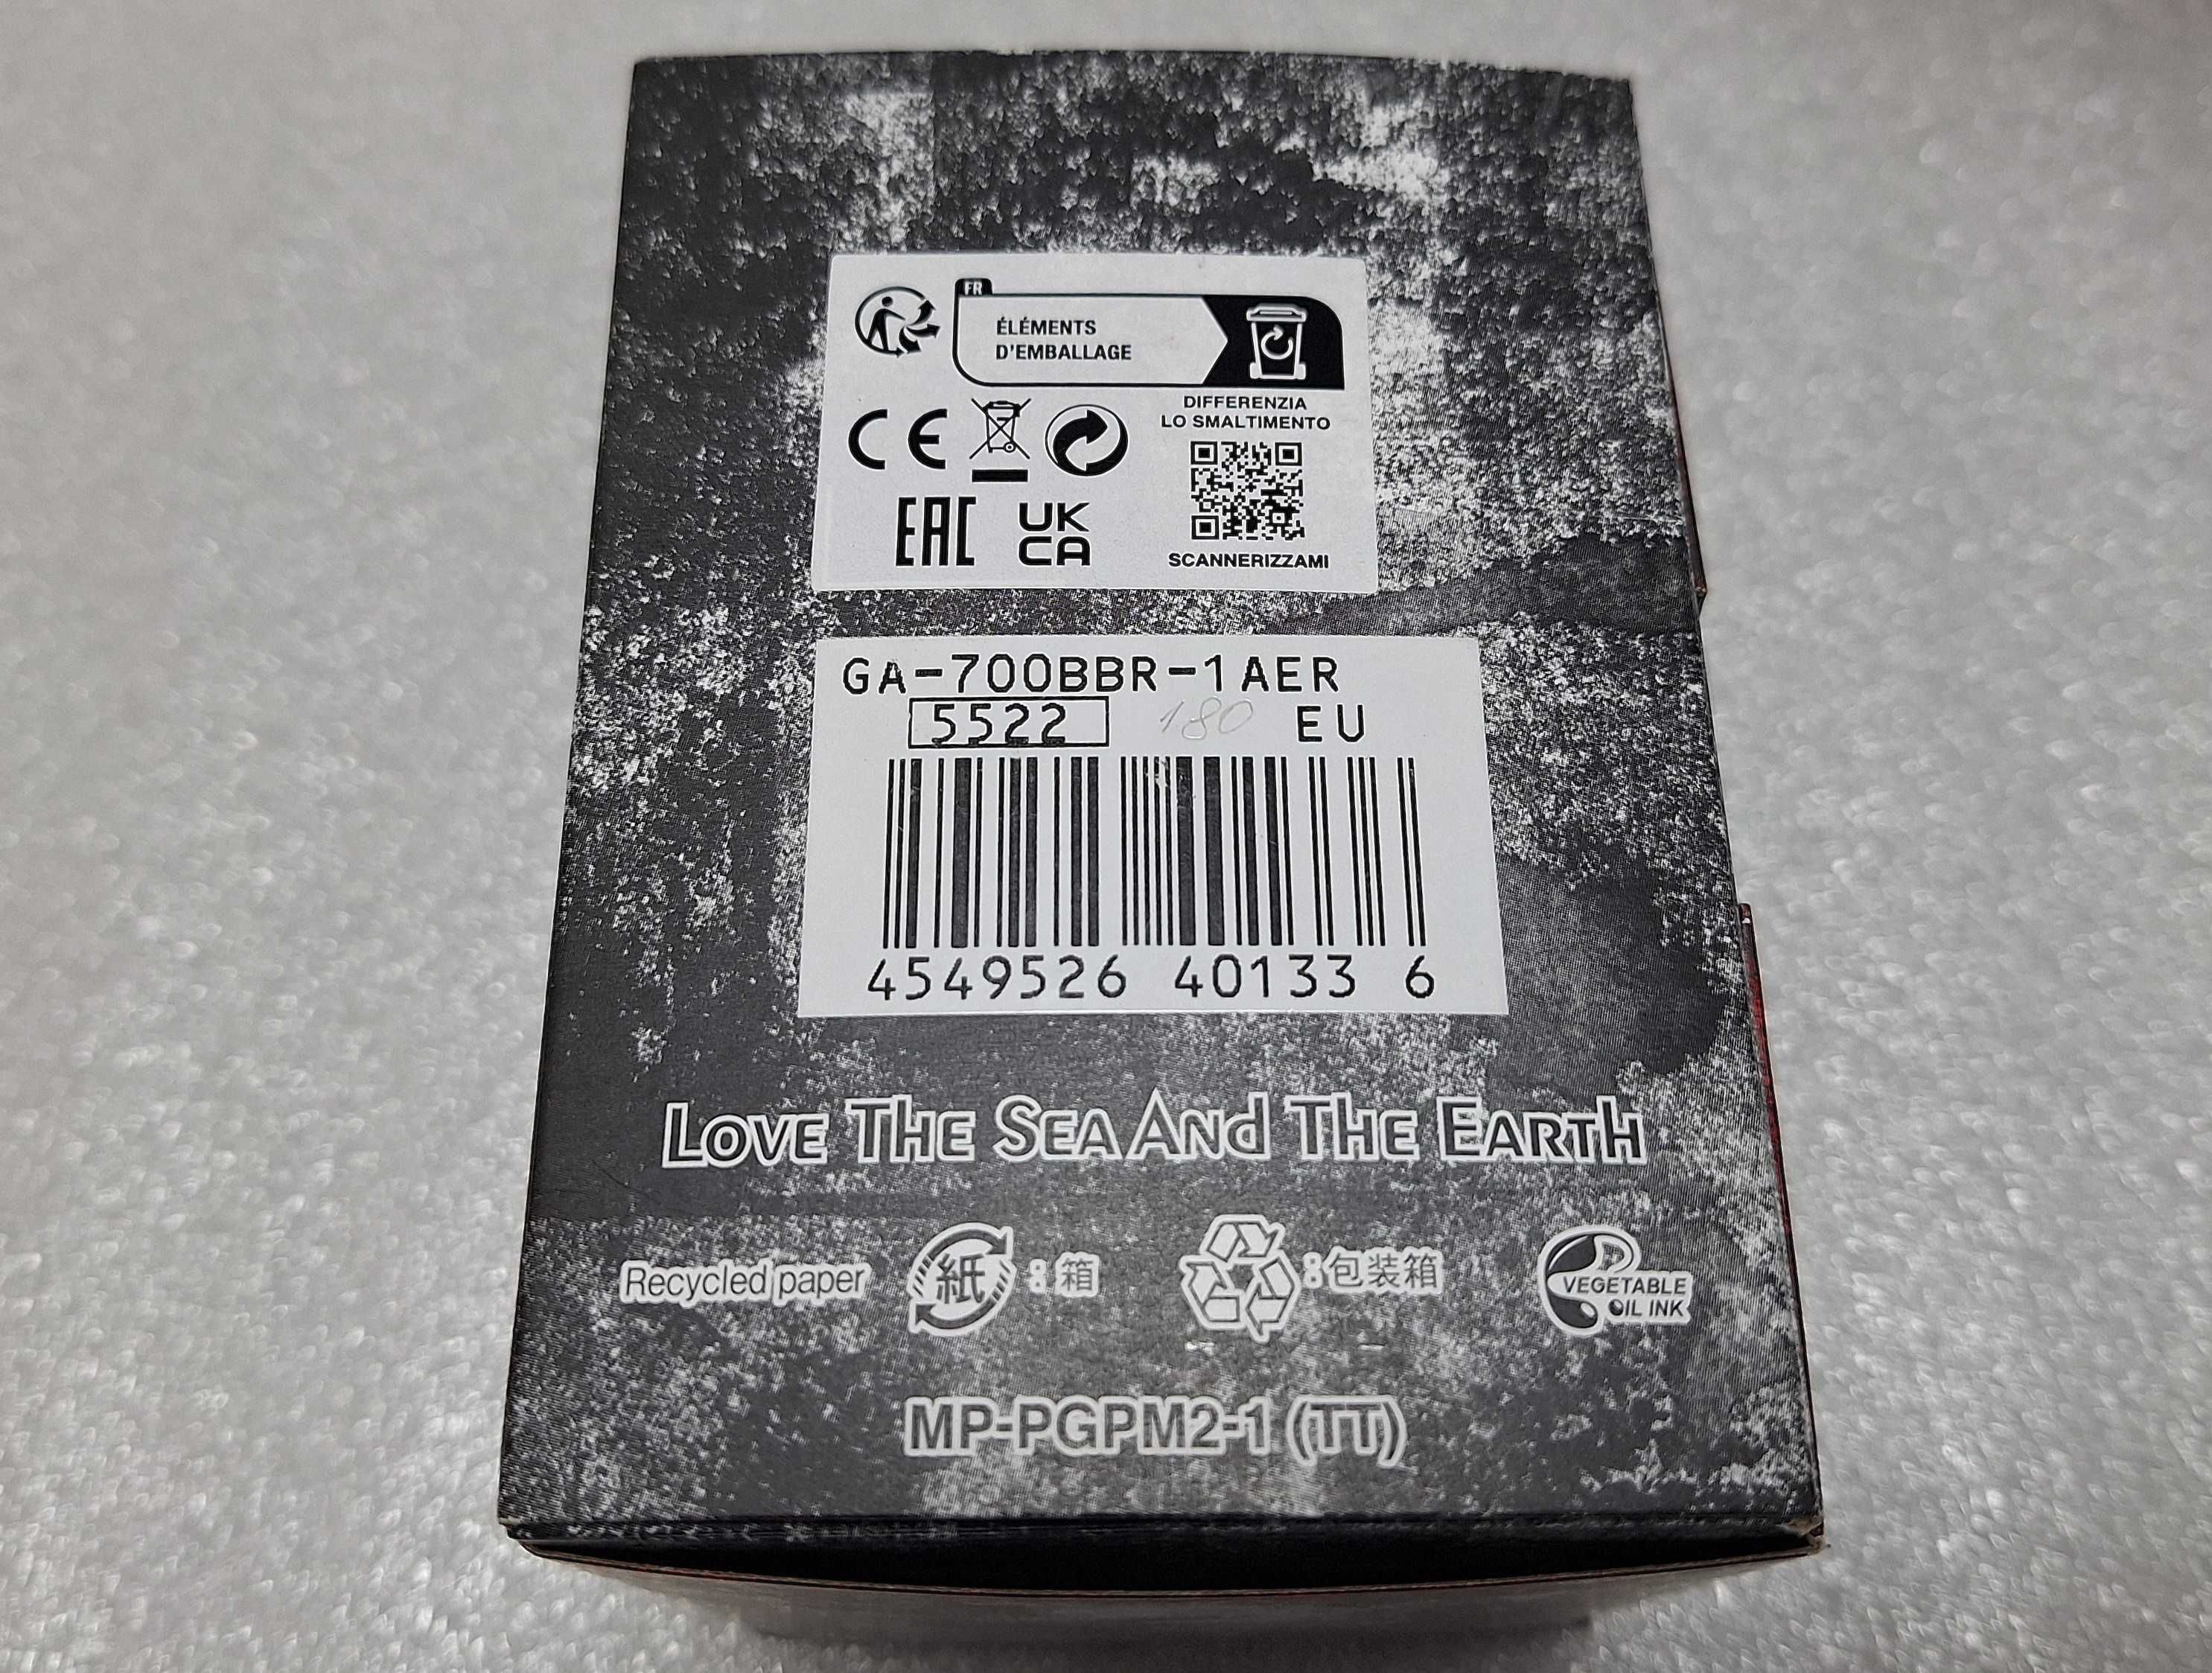 FR
ÉLÉMENTS
D'EMBALLAGE
DIFFERENZIA
LO SMALTIMENTO
CE
EAC
UK
CA
SCANNERIZZAMI
GA-700BBR-1AER
5522 180 EU
4549526 40133 6
LOVE THE SEA AND THE EARTH
Recycled paper 紙:箱 :包装箱 VEGETABLE
OIL INK
MP-PGPM2-1 (TT)